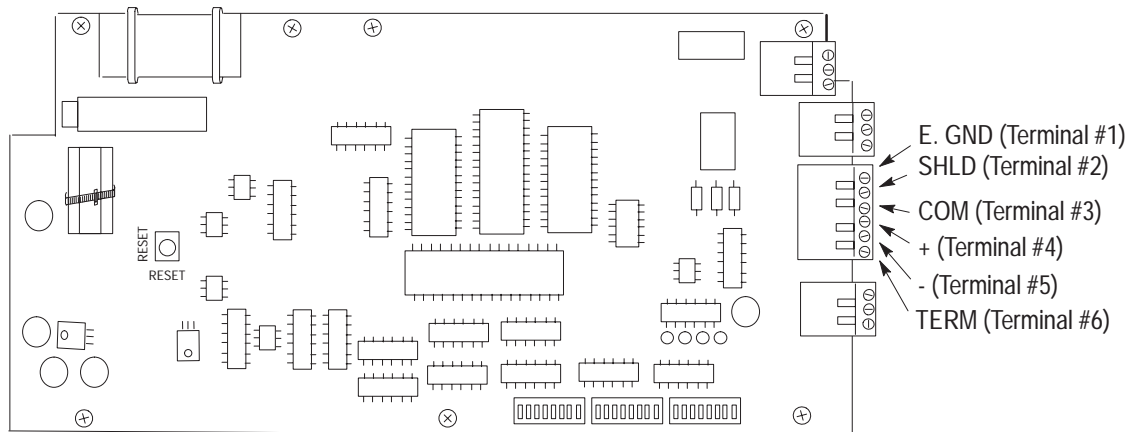 E. GND (Terminal #1)
SHLD (Terminal #2)
COM (Terminal #3)
+ (Terminal #4)
- (Terminal #5)
TERM (Terminal #6)
RESET
RESET